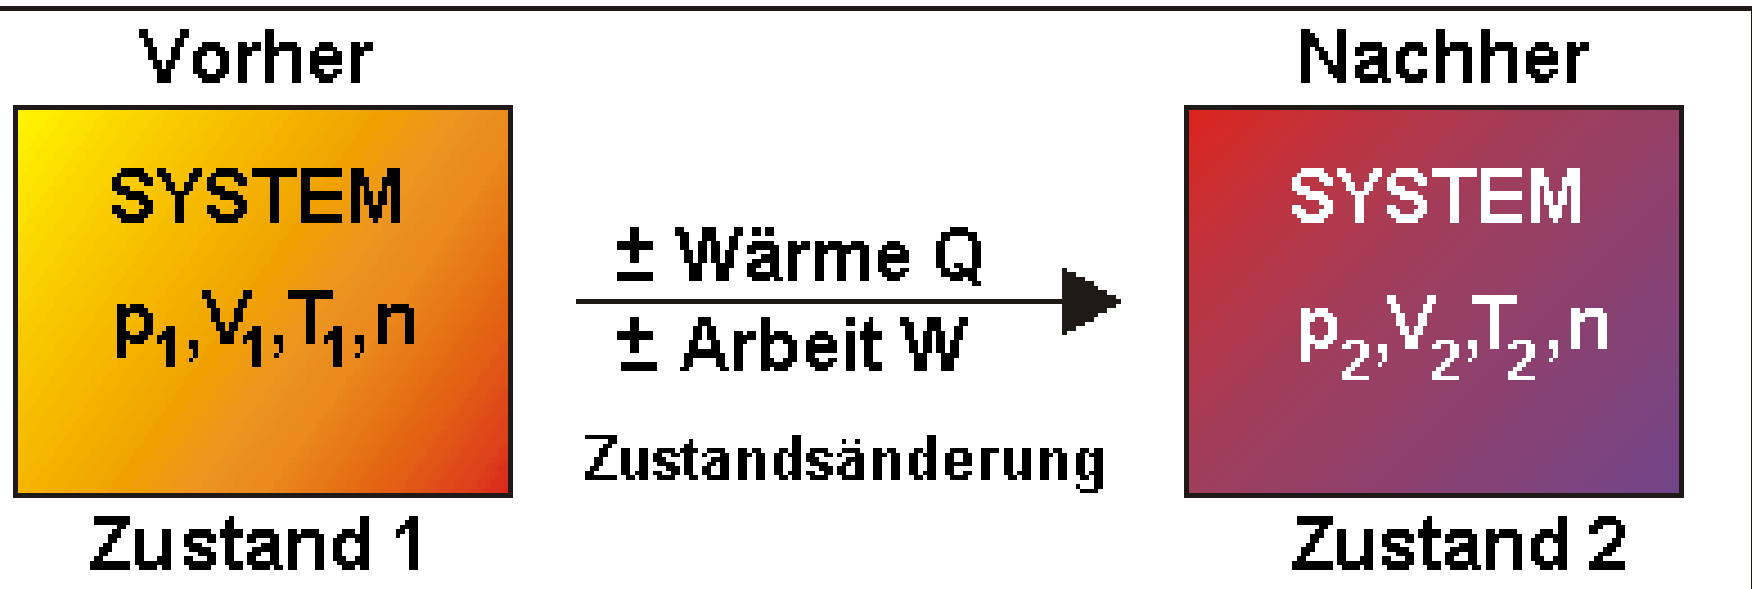 Vorher
SYSTEM
p₁,V₁,T₁,n
Zustand 1
± Wärme Q
± Arbeit W
Zustandsänderung
Nachher
SYSTEM
p₂,V₂,T₂,n
Zustand 2